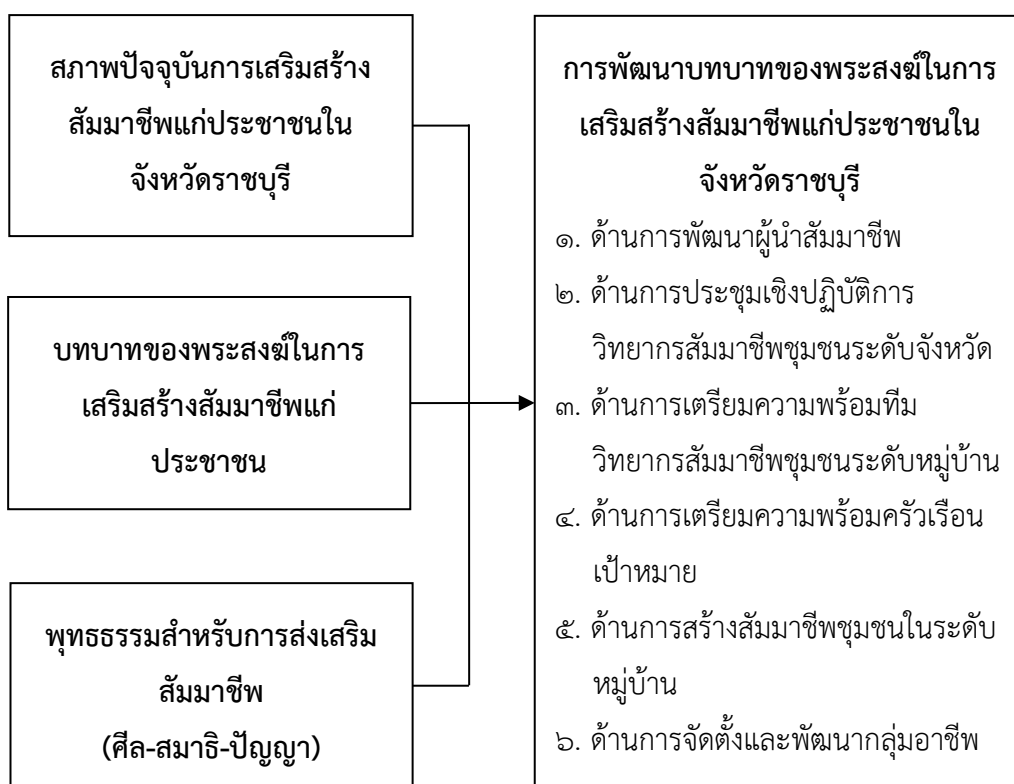 สภาพปัจจุบันการเสริมสร้าง
สัมมาชีพแก่ประชาชนใน
จังหวัดราชบุรี
บทบาทของพระสงฆ์ในการ
เสริมสร้างสัมมาชีพแก่
ประชาชน
พุทธธรรมสำหรับการส่งเสริม
สัมมาชีพ
(ศีล-สมาธิ-ปัญญา)
การพัฒนาบทบาทของพระสงฆ์ในการ
เสริมสร้างสัมมาชีพแก่ประชาชนใน
จังหวัดราชบุรี
๑. ด้านการพัฒนาผู้นำสัมมาชีพ
๒. ด้านการประชุมเชิงปฏิบัติการ
วิทยากรสัมมาชีพชุมชนระดับจังหวัด
๓. ด้านการเตรียมความพร้อมทีม
วิทยากรสัมมาชีพชุมชนระดับหมู่บ้าน
๔. ด้านการเตรียมความพร้อมครัวเรือน
เป้าหมาย
๕. ด้านการสร้างสัมมาชีพชุมชนในระดับ
หมู่บ้าน
๖. ด้านการจัดตั้งและพัฒนากลุ่มอาชีพ